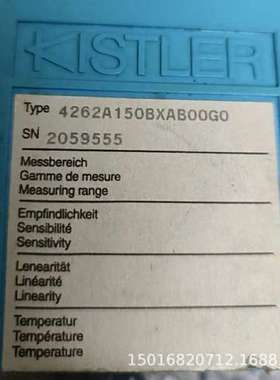 KISTLER
Type 4262A150BXAB00G0
SN 2059555
Messbereich
Gamme de mesure
Measuring range
Empfindlichkeit
Sensibilité
Sensitivity
Lenearität
Linéarité
Linearity
Temperatur
Température
Temperature
15016820712.1688